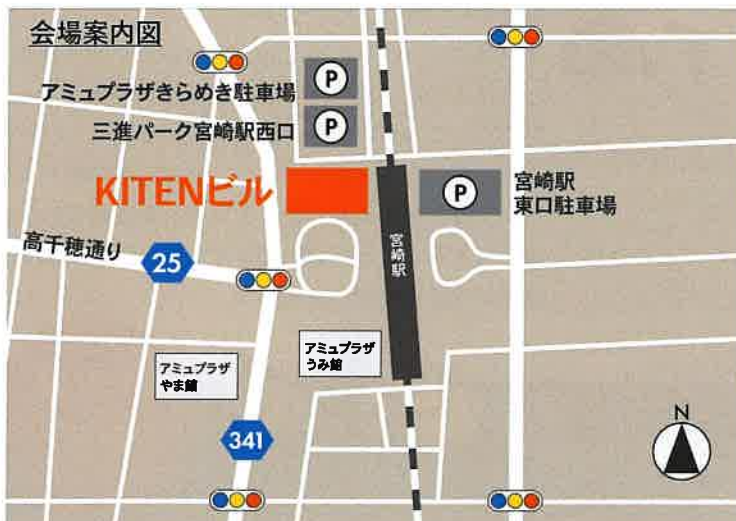 会場案内図
アミュプラザきらめき駐車場
P
三進パーク宮崎駅西口
P
KITENビル
P
宮崎駅
東口駐車場
高千穂通り
25
宮崎駅
アミュプラザ
うみ館
アミュプラザ
やま館
341
N